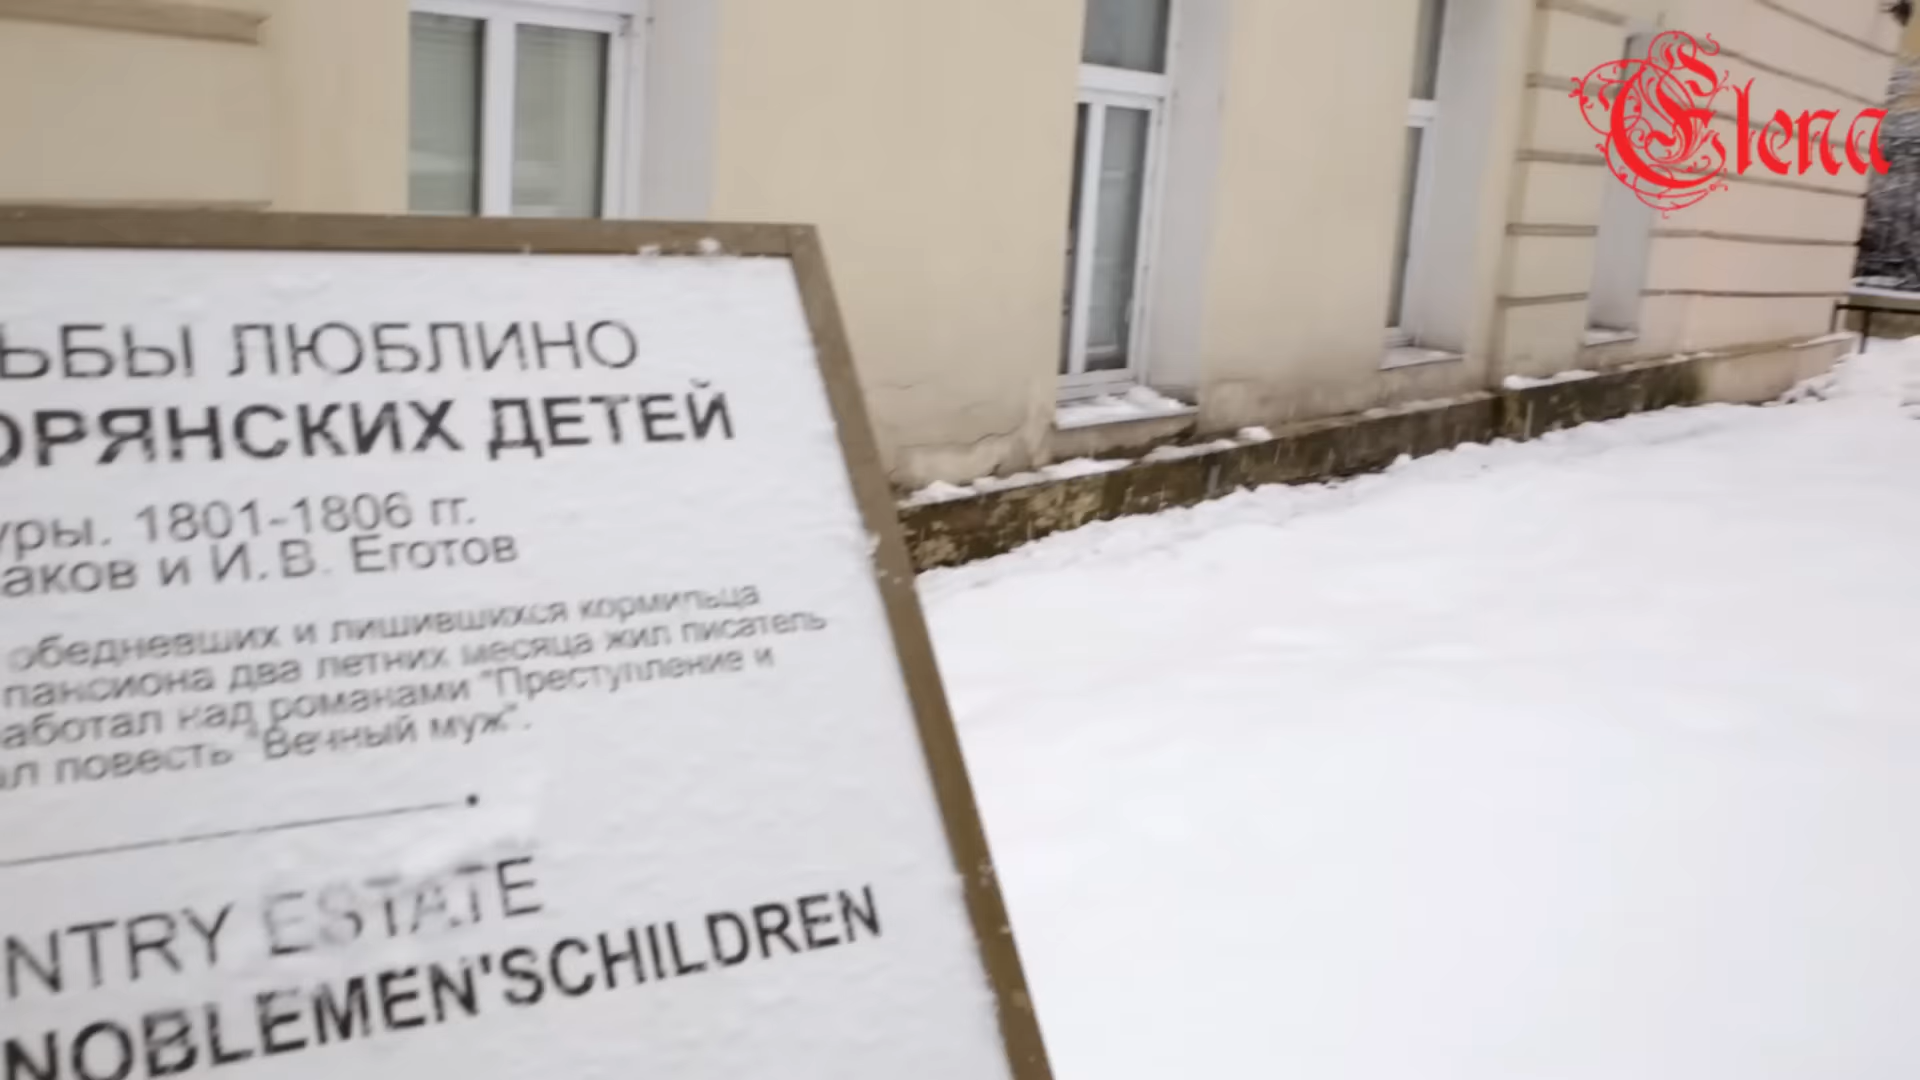 ЬБЫ ЛЮБЛИНО
ОРЯНСКИХ ДЕТЕЙ
уры. 1801-1806 гг.
аков и И.В. Еготов
обедневших и лишившихся кормильца
пансиона два летних месяца жил писатель
аботал над романами "Преступление и
ал повесть "Вечный муж".
NTRY ESTATE
NOBLEMEN'SCHILDREN
Elena